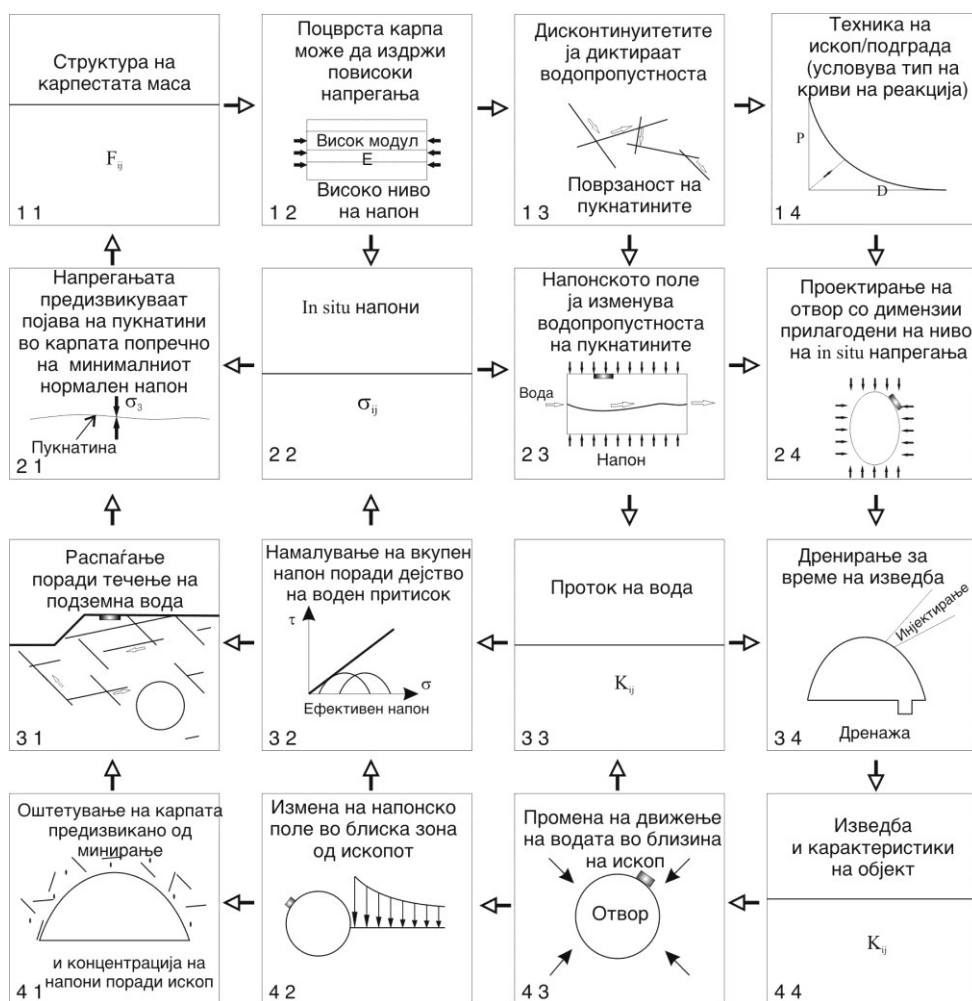 Структура на
карпестата маса
F_ij
1 1
Поцврста карпа
може да издржи
повисоки
напрегања
Висок модул
E
Високо ниво
на напон
1 2
Дисконтинуитетите
ја диктираат
водопропустноста
Поврзаност на
пукнатините
1 3
Техника на
ископ/подграда
(условува тип на
криви на реакција)
P
D
1 4
Напрегањата
предизвикуваат
појава на пукнатини
во карпата попречно
на минималниот
нормален напон
σ_3
Пукнатина
2 1
In situ напони
σ_ij
2 2
Напонското поле
ја изменува
водопропустноста
на пукнатините
Вода
Напон
2 3
Проектирање на
отвор со димензии
прилагодени на ниво
на in situ напрегања
2 4
Распаѓање
поради течење на
подземна вода
3 1
Намалување на вкупен
напон поради дејство
на воден притисок
τ
σ
Ефективен напон
3 2
Проток на вода
K_ij
3 3
Дренирање за
време на изведба
Инјектирање
Дренажа
3 4
Оштетување на карпата
предизвикано од
минирање
и концентрација на
напони поради ископ
4 1
Измена на напонско
поле во блиска зона
од ископот
4 2
Промена на движење
на водата во близина
на ископ
Отвор
4 3
Изведба
и карактеристики
на објект
K_ij
4 4